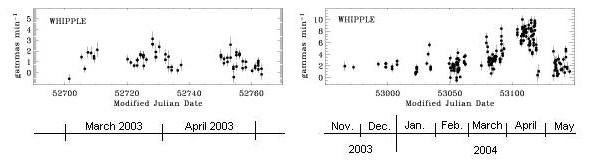 WHIPPLE
gammas min⁻¹
5
4
3
2
1
0
52700 52720 52740 52760
Modified Julian Date
March 2003 April 2003
WHIPPLE
gammas min⁻¹
10
8
6
4
2
0
53000 53050 53100
Modified Julian Date
Nov. Dec. Jan. Feb. March April May
2003 2004